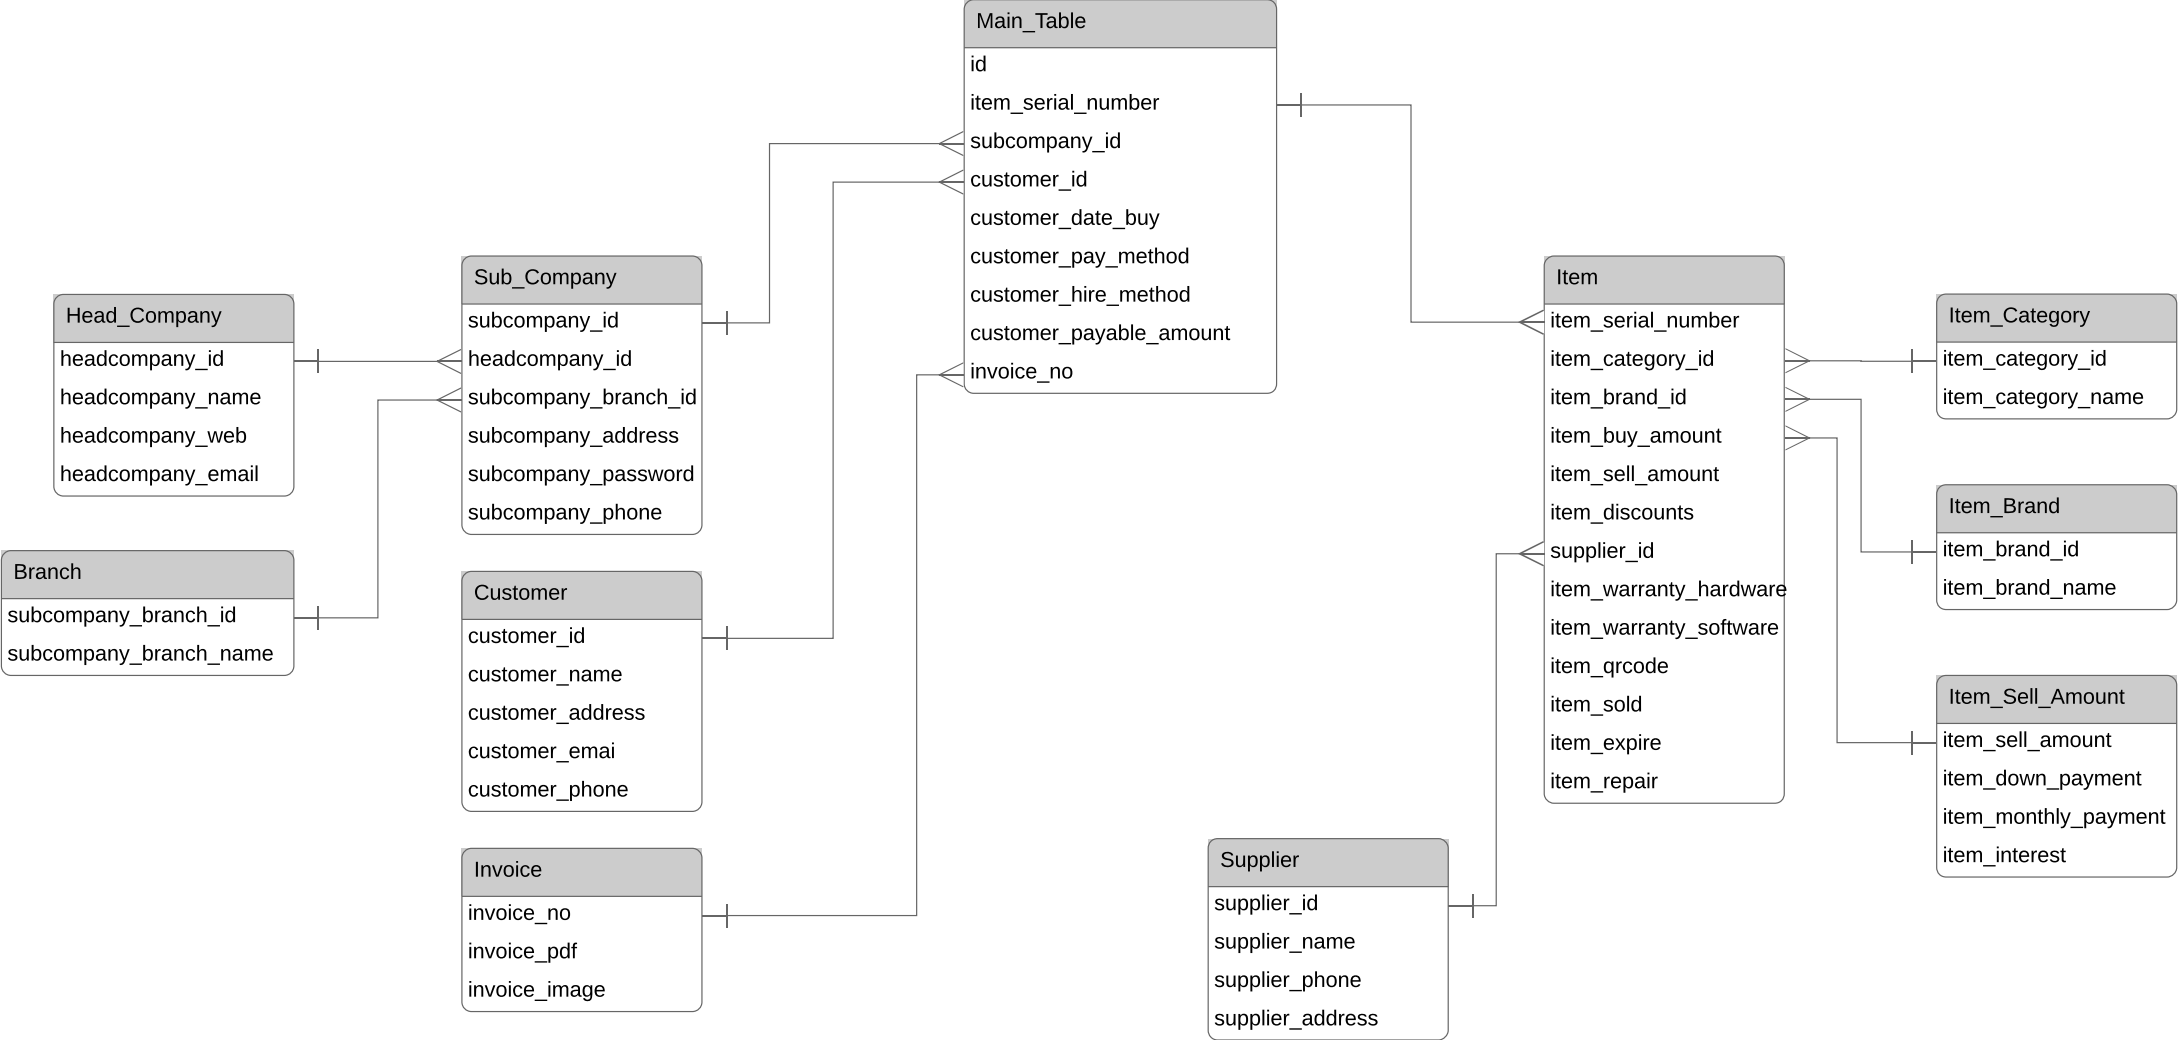 Main_Table
id
item_serial_number
subcompany_id
customer_id
customer_date_buy
customer_pay_method
customer_hire_method
customer_payable_amount
invoice_no
Head_Company
headcompany_id
headcompany_name
headcompany_web
headcompany_email
Branch
subcompany_branch_id
subcompany_branch_name
Sub_Company
subcompany_id
headcompany_id
subcompany_branch_id
subcompany_address
subcompany_password
subcompany_phone
Customer
customer_id
customer_name
customer_address
customer_emai
customer_phone
Invoice
invoice_no
invoice_pdf
invoice_image
Item
item_serial_number
item_category_id
item_brand_id
item_buy_amount
item_sell_amount
item_discounts
supplier_id
item_warranty_hardware
item_warranty_software
item_qrcode
item_sold
item_expire
item_repair
Supplier
supplier_id
supplier_name
supplier_phone
supplier_address
Item_Category
item_category_id
item_category_name
Item_Brand
item_brand_id
item_brand_name
Item_Sell_Amount
item_sell_amount
item_down_payment
item_monthly_payment
item_interest